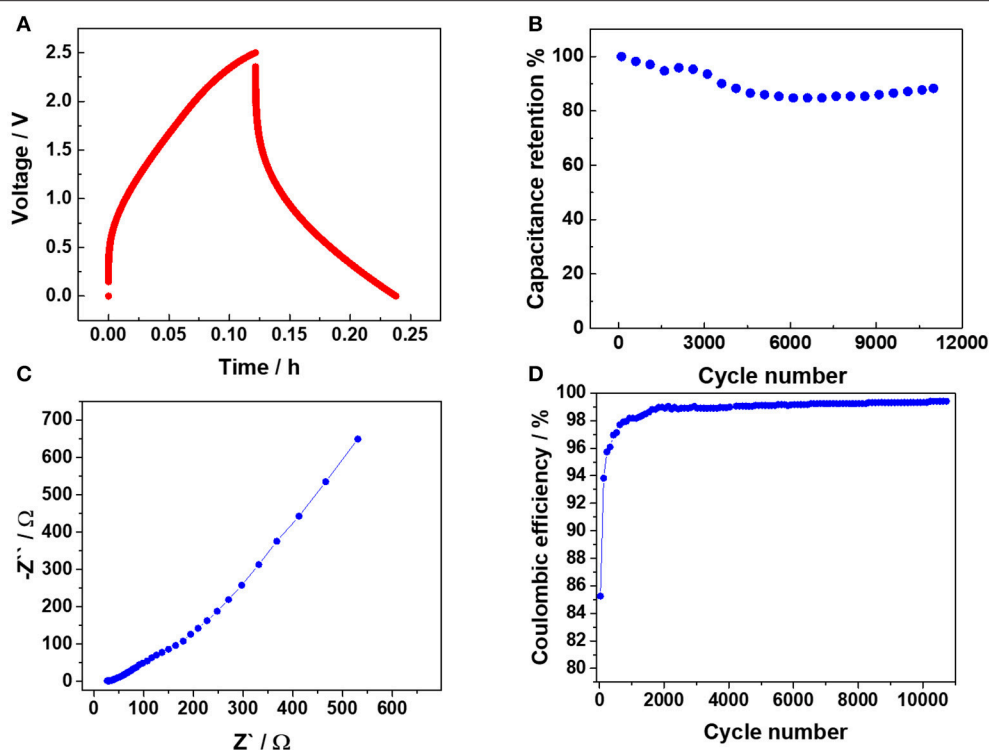 A
Voltage / V
2.5
2.0
1.5
1.0
0.5
0.0
0.00 0.05 0.10 0.15 0.20 0.25
Time / h
B
Capacitance retention %
100
80
60
40
20
0
0 3000 6000 9000 12000
Cycle number
C
-Z`` / Ω
700
600
500
400
300
200
100
0
0 100 200 300 400 500 600
Z` / Ω
D
Coulombic efficiency / %
100
98
96
94
92
90
88
86
84
82
80
0 2000 4000 6000 8000 10000
Cycle number